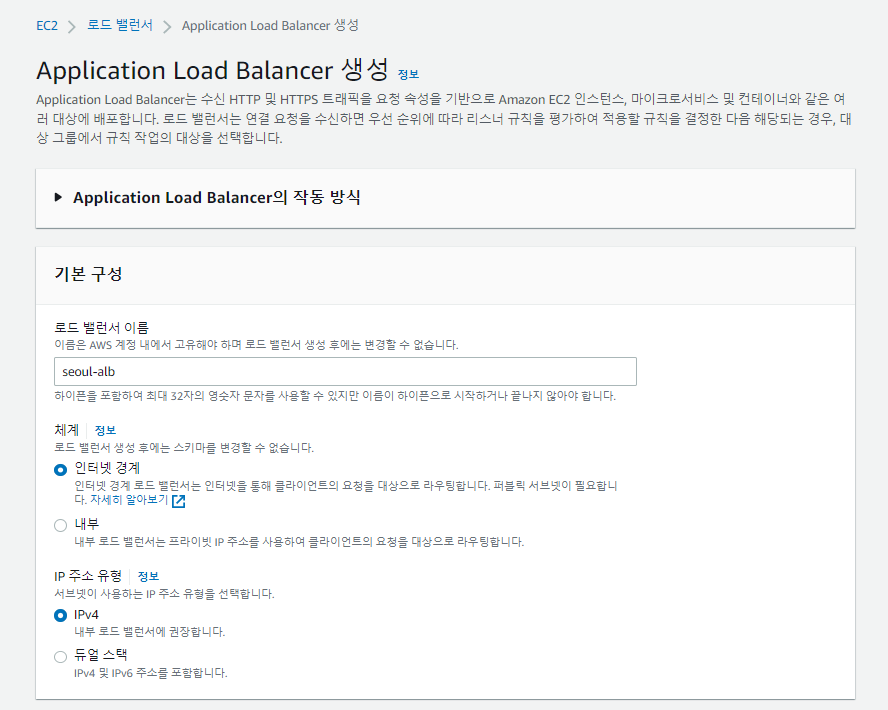 EC2 > 로드 밸런서 > Application Load Balancer 생성
Application Load Balancer 생성 정보
Application Load Balancer는 수신 HTTP 및 HTTPS 트래픽을 요청 속성을 기반으로 Amazon EC2 인스턴스, 마이크로서비스 및 컨테이너와 같은 여
러 대상에 배포합니다. 로드 밸런서는 연결 요청을 수신하면 우선 순위에 따라 리스너 규칙을 평가하여 적용할 규칙을 결정한 다음 해당되는 경우, 대
상 그룹에서 규칙 작업의 대상을 선택합니다.
Application Load Balancer의 작동 방식
기본 구성
로드 밸런서 이름
이름은 AWS 계정 내에서 고유해야 하며 로드 밸런서 생성 후에는 변경할 수 없습니다.
seoul-alb
하이픈을 포함하여 최대 32자의 영숫자 문자를 사용할 수 있지만 이름이 하이픈으로 시작하거나 끝나지 않아야 합니다.
체계 정보
로드 밸런서 생성 후에는 스키마를 변경할 수 없습니다.
인터넷 경계
인터넷 경계 로드 밸런서는 인터넷을 통해 클라이언트의 요청을 대상으로 라우팅합니다. 퍼블릭 서브넷이 필요합니
다. 자세히 알아보기
내부
내부 로드 밸런서는 프라이빗 IP 주소를 사용하여 클라이언트의 요청을 대상으로 라우팅합니다.
IP 주소 유형 정보
서브넷이 사용하는 IP 주소 유형을 선택합니다.
IPv4
내부 로드 밸런서에 권장합니다.
듀얼 스택
IPv4 및 IPv6 주소를 포함합니다.